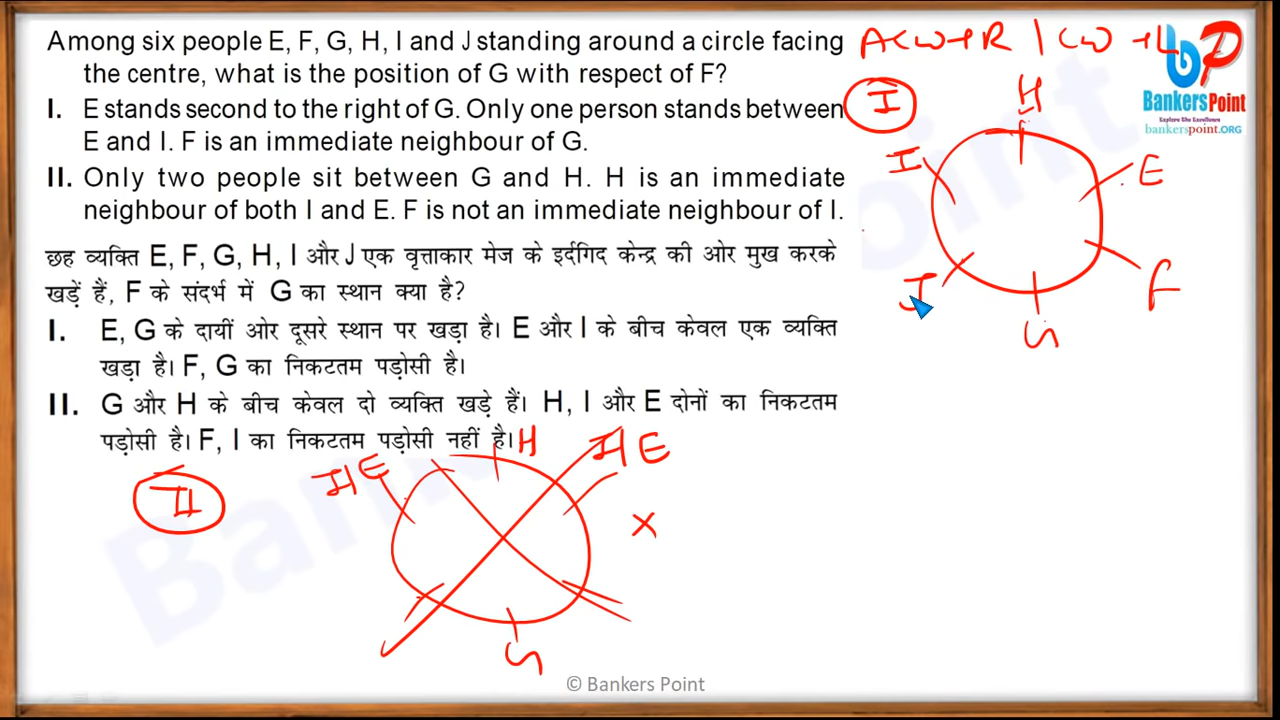 Among six people E, F, G, H, I and J standing around a circle facing
the centre, what is the position of G with respect of F?
I. E stands second to the right of G. Only one person stands between
E and I. F is an immediate neighbour of G.
II. Only two people sit between G and H. H is an immediate
neighbour of both I and E. F is not an immediate neighbour of I.
छह व्यक्ति E, F, G, H, I और J एक वृत्ताकार मेज के इर्दगिद केन्द्र की ओर मुख करके
खड़ें हैं, F के संदर्भ में G का स्थान क्या है?
I. E, G के दायीं ओर दूसरे स्थान पर खड़ा है। E और I के बीच केवल एक व्यक्ति
खड़ा है। F, G का निकटतम पड़ोसी है।
II. G और H के बीच केवल दो व्यक्ति खड़े हैं। H, I और E दोनों का निकटतम
पड़ोसी है। F, I का निकटतम पड़ोसी नहीं है।
ACW→R | CW→L
BankersPoint
Explore the Excellence
bankerspoint.ORG
I
H
I
E
J
F
G
II
H
I/E
I/E
×
G
© Bankers Point